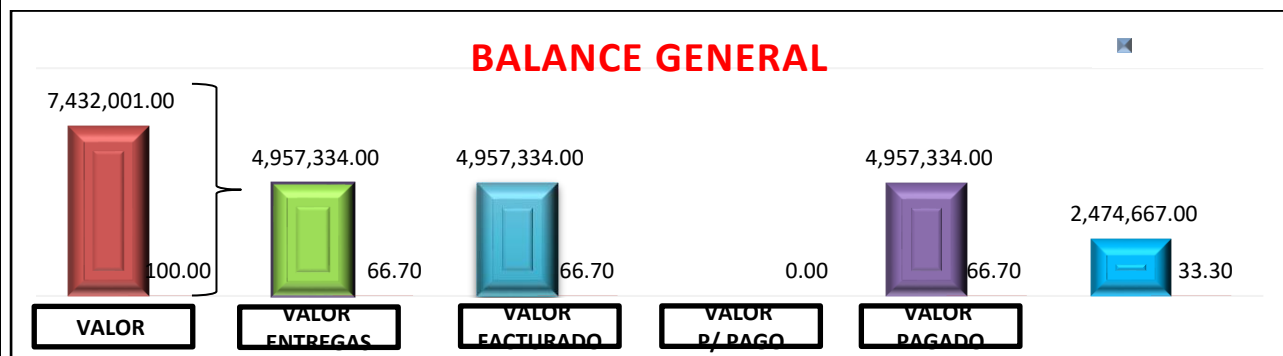 BALANCE GENERAL
7,432,001.00
4,957,334.00
4,957,334.00
4,957,334.00
2,474,667.00
100.00
66.70
66.70
0.00
66.70
33.30
VALOR
VALOR
ENTREGAS
VALOR
FACTURADO
VALOR
P/ PAGO
VALOR
PAGADO